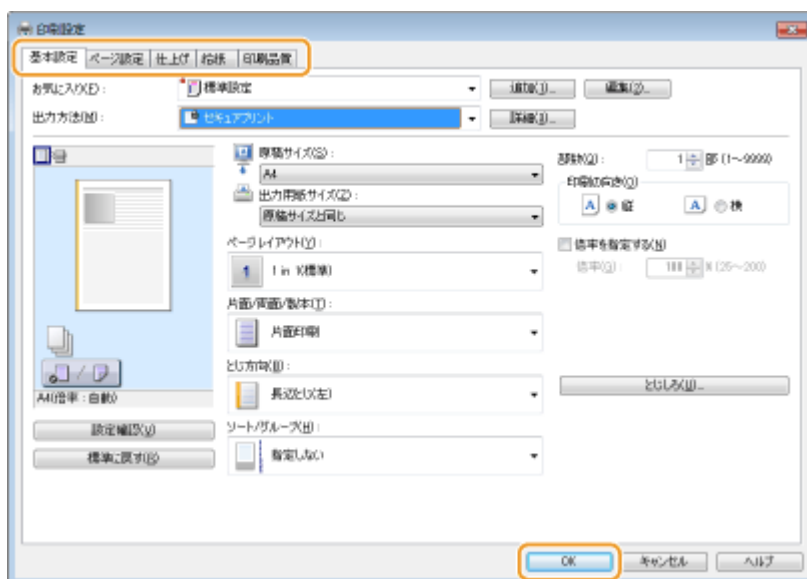 印刷設定
基本設定 ページ設定 仕上げ 給紙 印刷品質
お気に入り(E): 標準設定 追加(1)... 編集(2)...
出力方法(M): セキュアプリント 詳細(3)...
原稿サイズ(S):
A4
出力用紙サイズ(Z):
原稿サイズと同じ
ページレイアウト(Y):
1 1 in 1(標準)
片面/両面/製本(T):
片面印刷
とじ方向(B):
長辺とじ(左)
ソート/グループ(H):
指定しない
部数(Q): 1 部 (1~9999)
印刷の向き(O)
A 縦 A 横
倍率を指定する(N)
倍率(G): 100 % (25~200)
とじしろ(U)...
A4(倍率:自動)
設定確認(V)
標準に戻す(R)
OK キャンセル ヘルプ